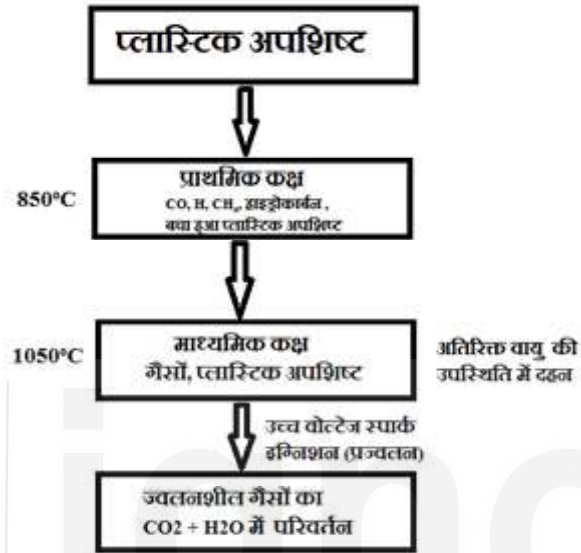 प्लास्टिक अपशिष्ट
850°C
प्राथमिक कक्ष
CO, H, CH₄, हाइड्रोकार्बन ,
बचा हुआ प्लास्टिक अपशिष्ट
1050°C
माध्यमिक कक्ष
गैसों, प्लास्टिक अपशिष्ट
अतिरिक्त वायु की
उपस्थिति में दहन
उच्च वोल्टेज स्पार्क
इग्निशन (प्रज्वलन)
ज्वलनशील गैसों का
CO2 + H2O में परिवर्तन